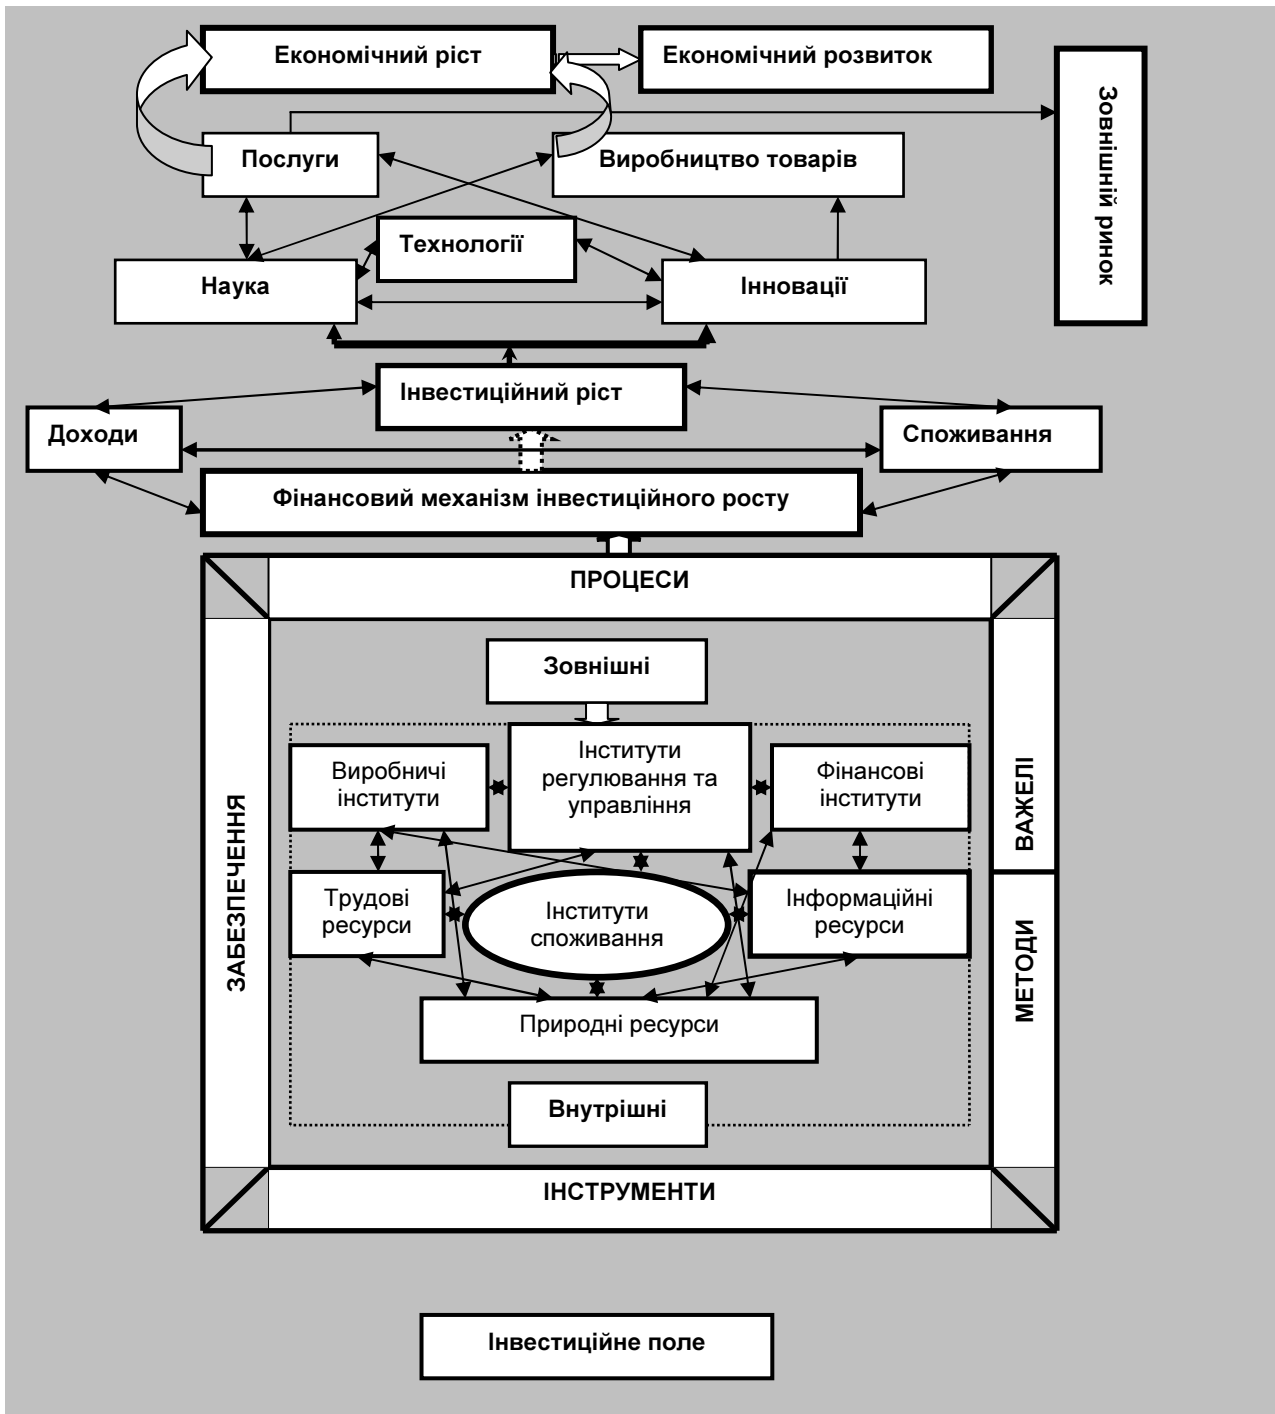 Економічний ріст
Економічний розвиток
Зовнішній ринок
Послуги
Виробництво товарів
Технології
Наука
Інновації
Інвестиційний ріст
Доходи
Споживання
Фінансовий механізм інвестиційного росту
ПРОЦЕСИ
Зовнішні
Інститути
регулювання та
управління
Виробничі
інститути
Фінансові
інститути
ЗАБЕЗПЕЧЕННЯ
ВАЖЕЛІ
Трудові
ресурси
Інститути
споживання
Інформаційні
ресурси
МЕТОДИ
Природні ресурси
Внутрішні
ІНСТРУМЕНТИ
Інвестиційне поле